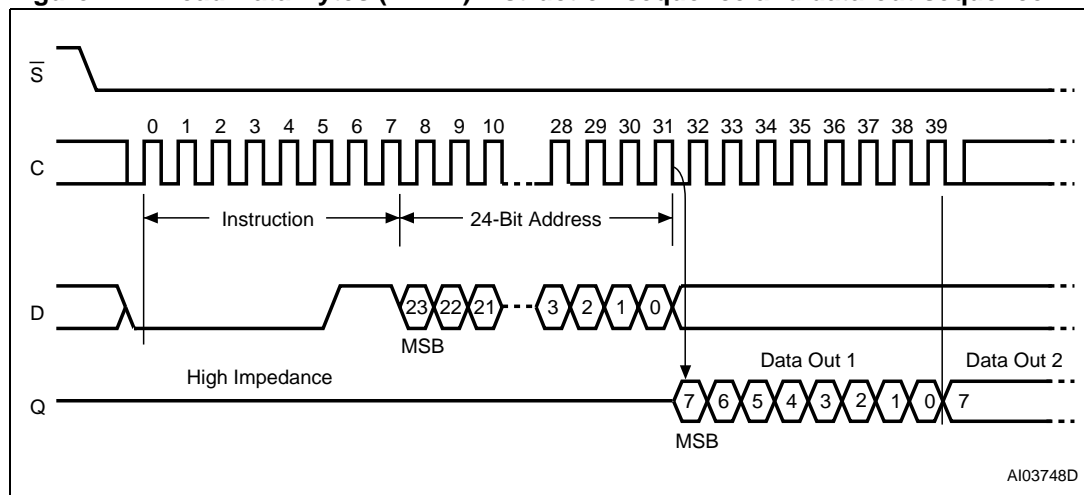 S
0 1 2 3 4 5 6 7 8 9 10 28 29 30 31 32 33 34 35 36 37 38 39
C
Instruction 24-Bit Address
D 23 22 21 3 2 1 0
MSB
High Impedance Data Out 1 Data Out 2
Q 7 6 5 4 3 2 1 0 7
MSB
AI03748D